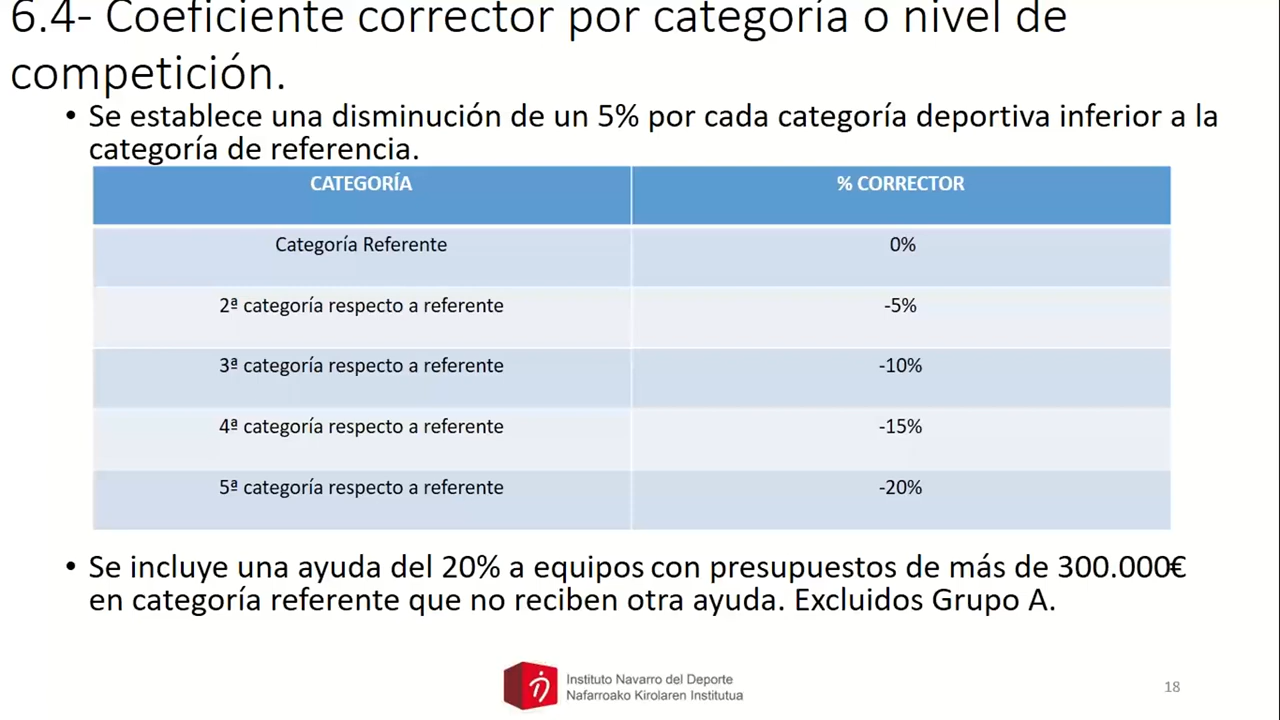 6.4- Coeficiente corrector por categoría o nivel de
competición.
• Se establece una disminución de un 5% por cada categoría deportiva inferior a la
categoría de referencia.
CATEGORÍA % CORRECTOR
Categoría Referente 0%
2ª categoría respecto a referente -5%
3ª categoría respecto a referente -10%
4ª categoría respecto a referente -15%
5ª categoría respecto a referente -20%
• Se incluye una ayuda del 20% a equipos con presupuestos de más de 300.000€
en categoría referente que no reciben otra ayuda. Excluidos Grupo A.
Instituto Navarro del Deporte
Nafarroako Kirolaren Institutua
18